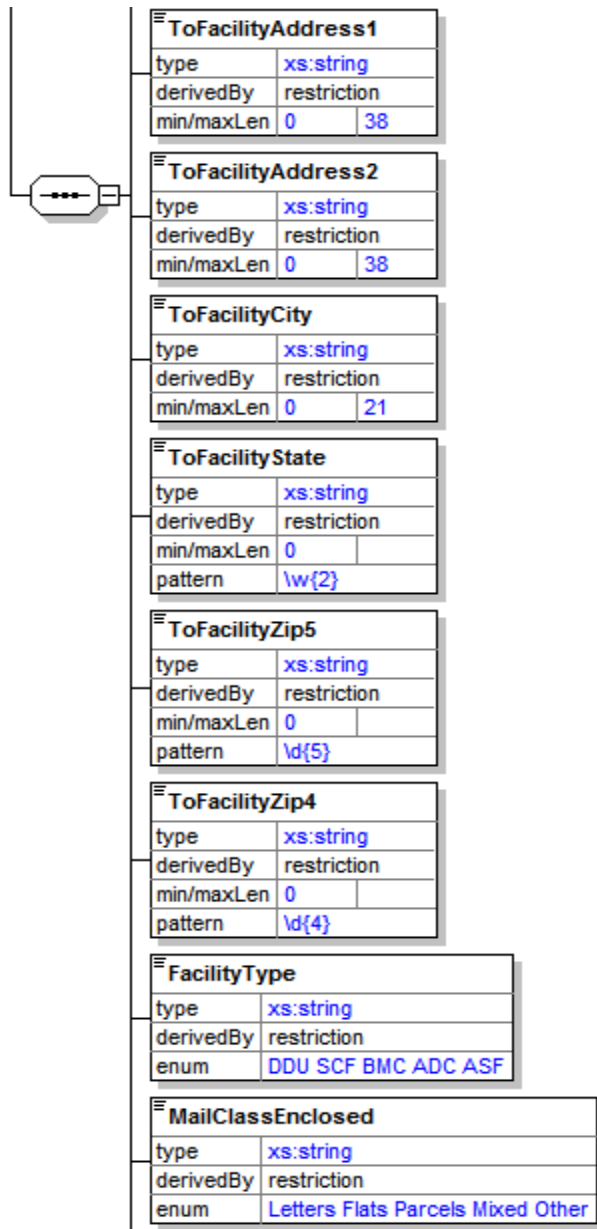 ToFacilityAddress1
type xs:string
derivedBy restriction
min/maxLen 0 38
ToFacilityAddress2
type xs:string
derivedBy restriction
min/maxLen 0 38
ToFacilityCity
type xs:string
derivedBy restriction
min/maxLen 0 21
ToFacilityState
type xs:string
derivedBy restriction
min/maxLen 0
pattern \w{2}
ToFacilityZip5
type xs:string
derivedBy restriction
min/maxLen 0
pattern \d{5}
ToFacilityZip4
type xs:string
derivedBy restriction
min/maxLen 0
pattern \d{4}
FacilityType
type xs:string
derivedBy restriction
enum DDU SCF BMC ADC ASF
MailClassEnclosed
type xs:string
derivedBy restriction
enum Letters Flats Parcels Mixed Other